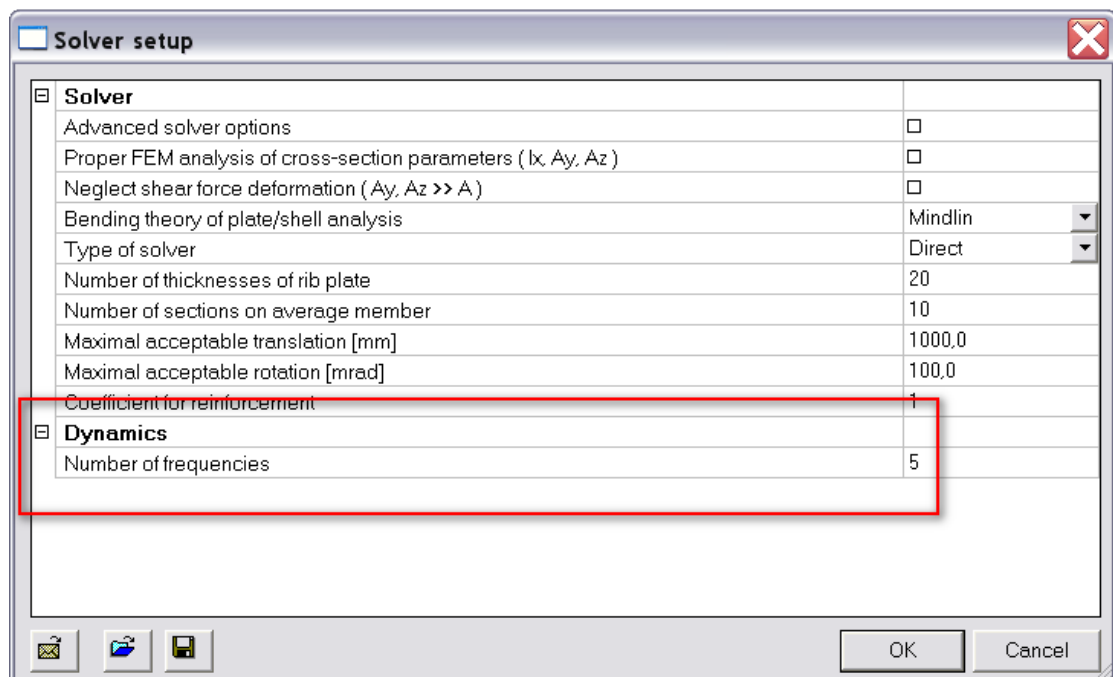 Solver setup
Solver
Advanced solver options
Proper FEM analysis of cross-section parameters ( Ix, Ay, Az )
Neglect shear force deformation ( Ay, Az >> A )
Bending theory of plate/shell analysis Mindlin
Type of solver Direct
Number of thicknesses of rib plate 20
Number of sections on average member 10
Maximal acceptable translation [mm] 1000,0
Maximal acceptable rotation [mrad] 100,0
Coefficient for reinforcement 1
Dynamics
Number of frequencies 5
OK Cancel